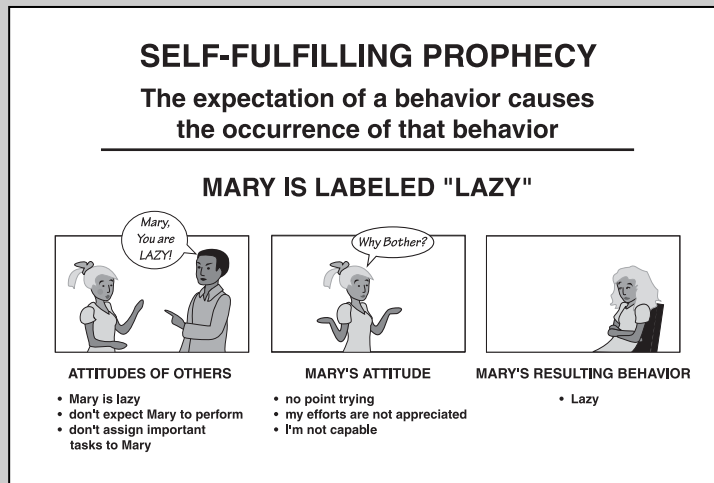 SELF-FULFILLING PROPHECY
The expectation of a behavior causes
the occurrence of that behavior
MARY IS LABELED "LAZY"
Mary,
You are
LAZY!
Why Bother?
ATTITUDES OF OTHERS
• Mary is lazy
• don't expect Mary to perform
• don't assign important
tasks to Mary
MARY'S ATTITUDE
• no point trying
• my efforts are not appreciated
• I'm not capable
MARY'S RESULTING BEHAVIOR
• Lazy